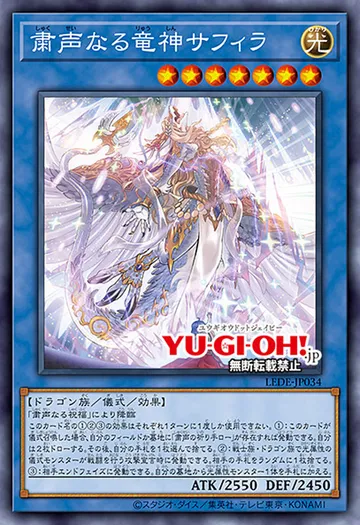 粛声なる竜神サフィラ
光
ユウギオウドットジェイピー
YU-GI-OH!.jp
無断転載禁止
LEDE-JP034
【ドラゴン族/儀式/効果】
「粛声なる祝福」により降臨
このカード名の①②③の効果はそれぞれ1ターンに1度しか使用できない。①:このカード
が儀式召喚した場合、自分のフィールドか墓地に「粛声の祈り手ロー」が存在すれば発動できる。自分
は2枚ドローする。その後、自分の手札を1枚選んで捨てる。②:戦士族・ドラゴン族で光属性の
儀式モンスターが戦闘を行う攻撃宣言時に発動できる。相手の手札をランダムに1枚捨てる。
③:相手エンドフェイズに発動できる。自分の墓地から光属性モンスター1体を手札に加える。
ATK/2550 DEF/2450
©スタジオ・ダイス/集英社・テレビ東京・KONAMI